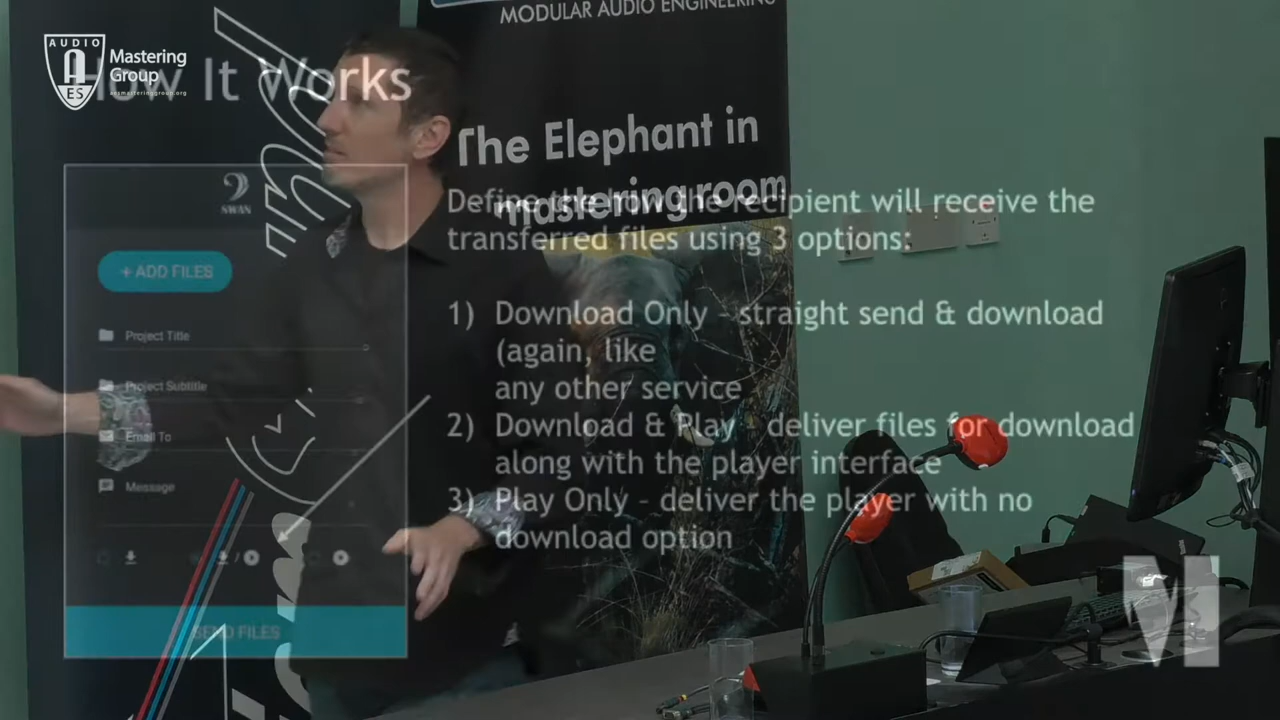 MODULAR AUDIO ENGINEERING
AUDIO
AES
Mastering
Group
aesmasteringgroup.org
How It Works
The Elephant in
mastering room
SWAN
Define the how the recipient will receive the
transferred files using 3 options:
+ ADD FILES
Project Title
Project Subtitle
Email To
Message
SEND FILES
1) Download Only - straight send & download
(again, like
any other service
2) Download & Play - deliver files for download
along with the player interface
3) Play Only - deliver the player with no
download option